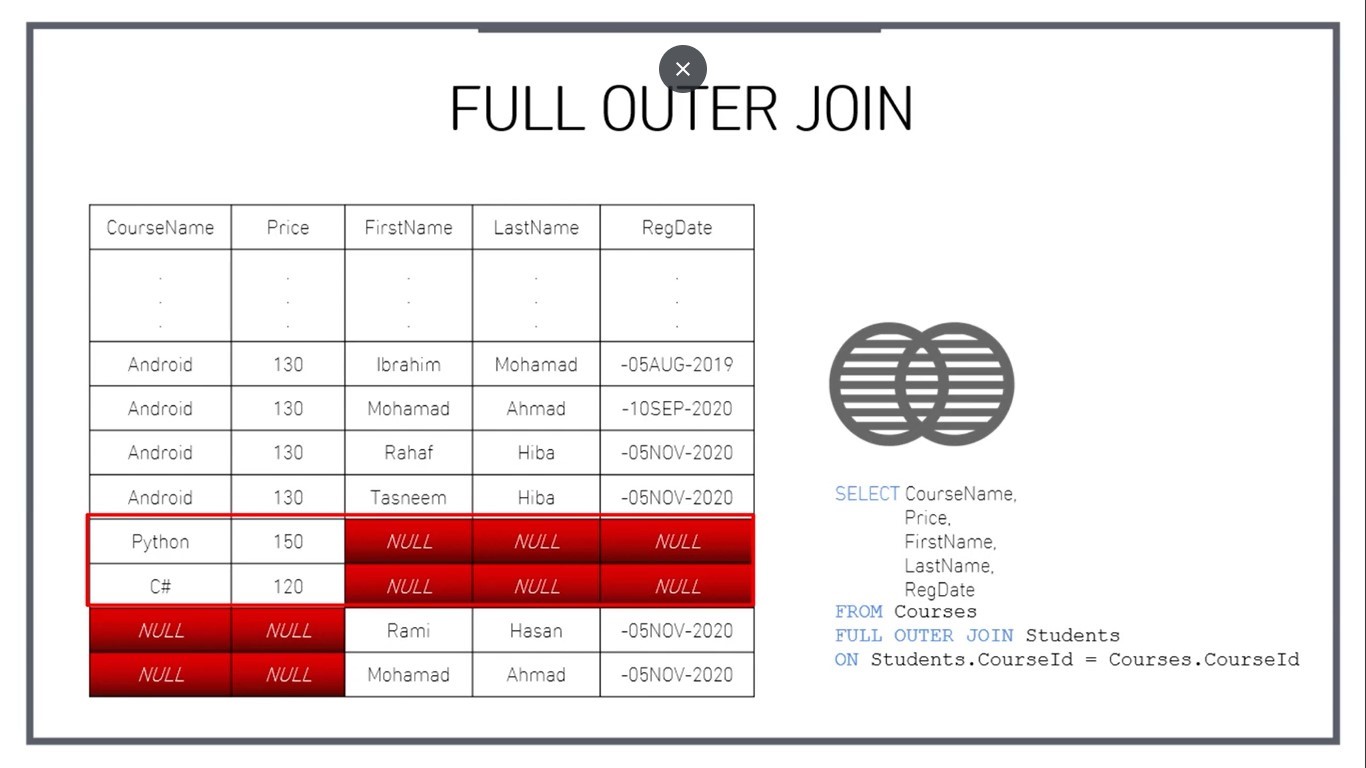 FULL OUTER JOIN
CourseName Price FirstName LastName RegDate
. . . . .
. . . . .
. . . . .
Android 130 Ibrahim Mohamad -05AUG-2019
Android 130 Mohamad Ahmad -10SEP-2020
Android 130 Rahaf Hiba -05NOV-2020
Android 130 Tasneem Hiba -05NOV-2020
Python 150 NULL NULL NULL
C# 120 NULL NULL NULL
NULL NULL Rami Hasan -05NOV-2020
NULL NULL Mohamad Ahmad -05NOV-2020
SELECT CourseName,
Price,
FirstName,
LastName,
RegDate
FROM Courses
FULL OUTER JOIN Students
ON Students.CourseId = Courses.CourseId